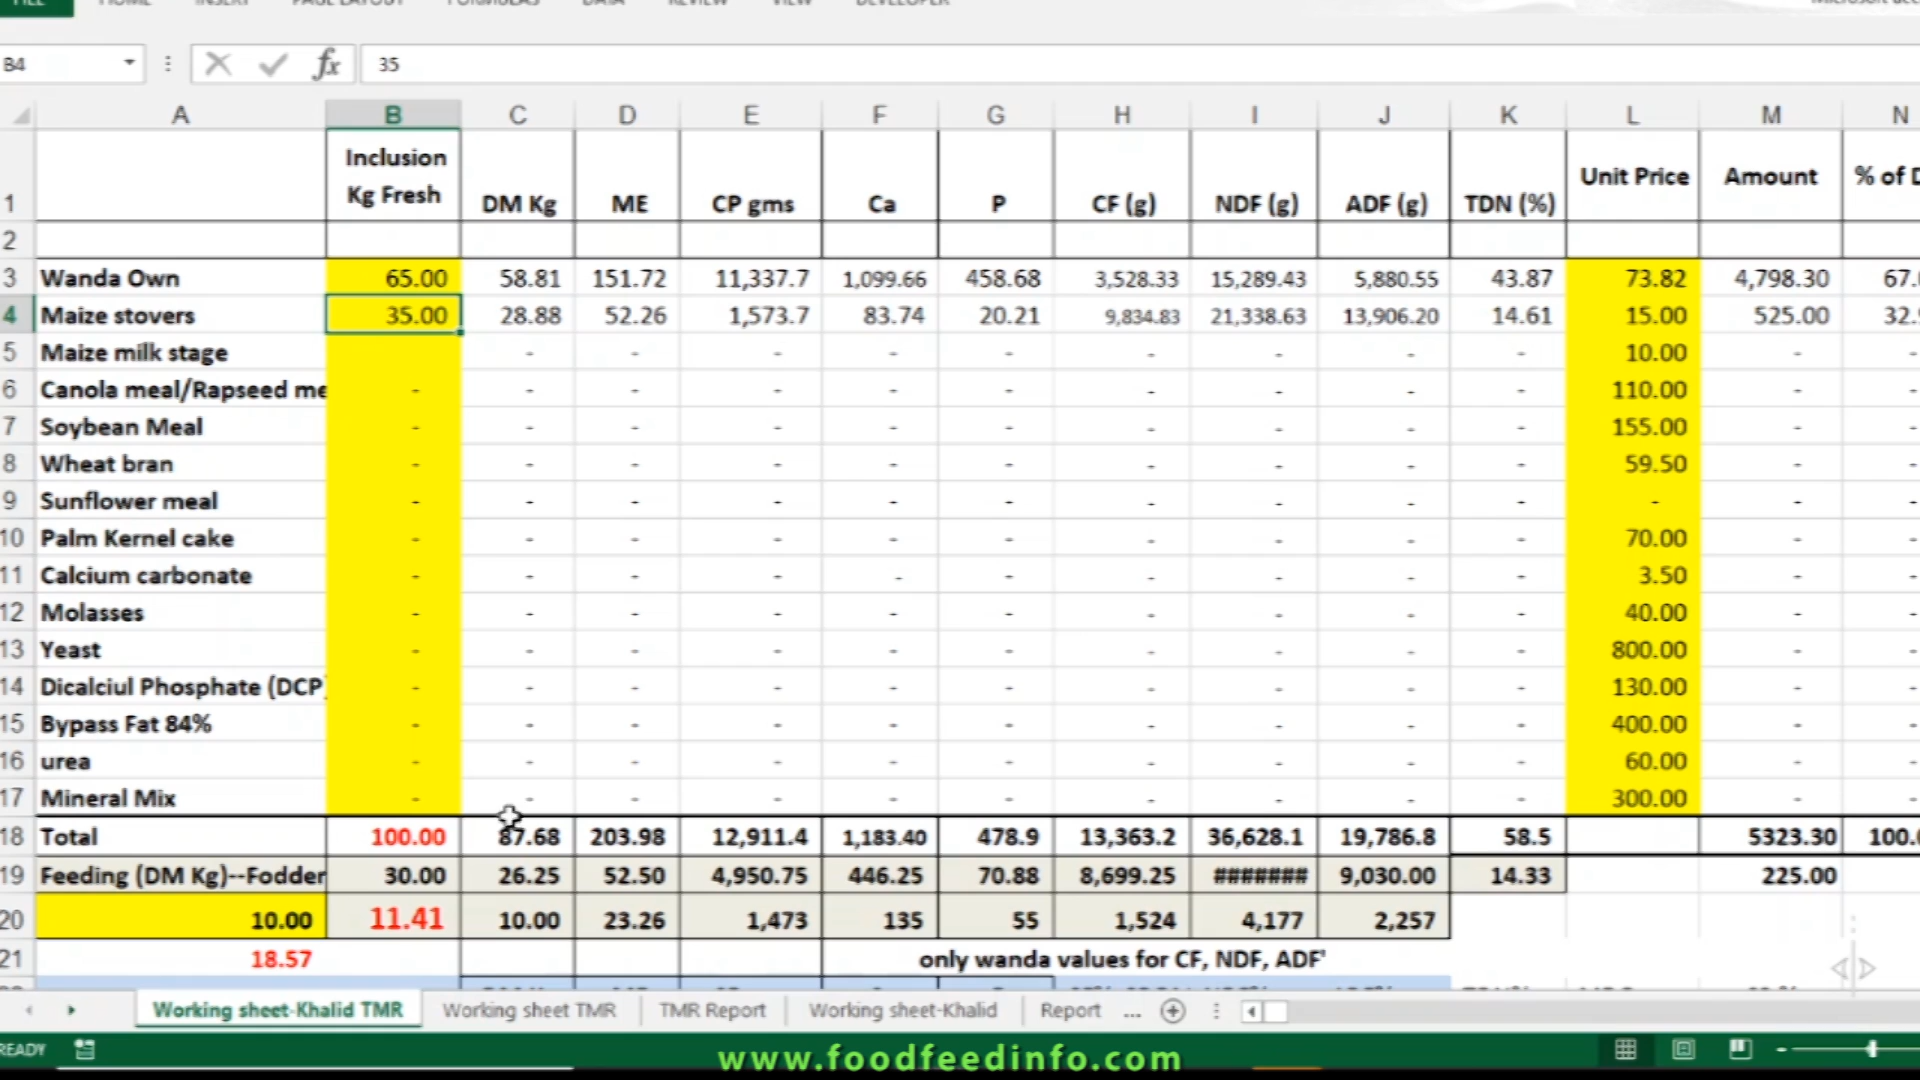 FILE HOME INSERT PAGE LAYOUT FORMULAS DATA REVIEW VIEW DEVELOPER
B4 fx 35
A B C D E F G H I J K L M N
1 Inclusion Kg Fresh DM Kg ME CP gms Ca P CF (g) NDF (g) ADF (g) TDN (%) Unit Price Amount % of
2
3 Wanda Own 65.00 58.81 151.72 11,337.7 1,099.66 458.68 3,528.33 15,289.43 5,880.55 43.87 73.82 4,798.30 67.
4 Maize stovers 35.00 28.88 52.26 1,573.7 83.74 20.21 9,834.83 21,338.63 13,906.20 14.61 15.00 525.00 32.
5 Maize milk stage - - - - - - - - - 10.00 - -
6 Canola meal/Rapseed me - - - - - - - - - - 110.00 - -
7 Soybean Meal - - - - - - - - - - 155.00 - -
8 Wheat bran - - - - - - - - - - 59.50 - -
9 Sunflower meal - - - - - - - - - - - - -
10 Palm Kernel cake - - - - - - - - - - 70.00 - -
11 Calcium carbonate - - - - - - - - - - 3.50 - -
12 Molasses - - - - - - - - - - 40.00 - -
13 Yeast - - - - - - - - - - 800.00 - -
14 Dicalciul Phosphate (DCP) - - - - - - - - - - 130.00 - -
15 Bypass Fat 84% - - - - - - - - - - 400.00 - -
16 urea - - - - - - - - - - 60.00 - -
17 Mineral Mix - - - - - - - - - - 300.00 - -
18 Total 100.00 87.68 203.98 12,911.4 1,183.40 478.9 13,363.2 36,628.1 19,786.8 58.5 5323.30 100.
19 Feeding (DM Kg)--Fodder 30.00 26.25 52.50 4,950.75 446.25 70.88 8,699.25 ####### 9,030.00 14.33 225.00
20 10.00 11.41 10.00 23.26 1,473 135 55 1,524 4,177 2,257
21 18.57 only wanda values for CF, NDF, ADF'
Working sheet-Khalid TMR Working sheet TMR TMR Report Working sheet-Khalid Report ...
READY
www.foodfeedinfo.com